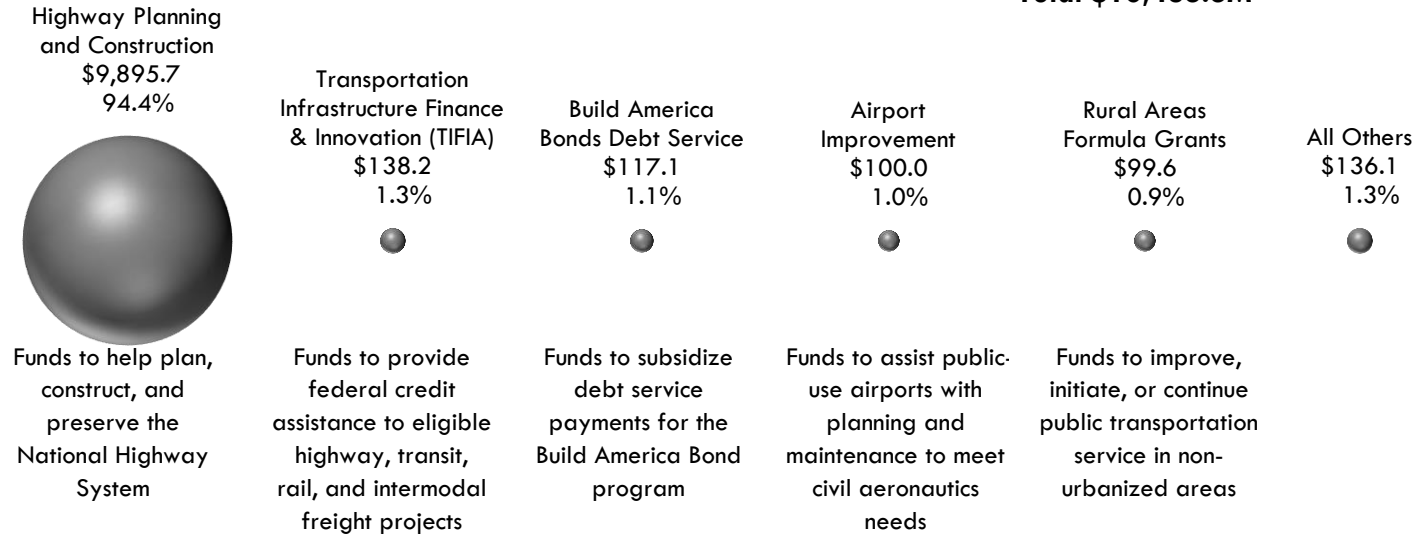 Highway Planning
and Construction
$9,895.7
94.4%
Transportation
Infrastructure Finance
& Innovation (TIFIA)
$138.2
1.3%
Build America
Bonds Debt Service
$117.1
1.1%
Airport
Improvement
$100.0
1.0%
Rural Areas
Formula Grants
$99.6
0.9%
All Others
$136.1
1.3%
Funds to help plan,
construct, and
preserve the
National Highway
System
Funds to provide
federal credit
assistance to eligible
highway, transit,
rail, and intermodal
freight projects
Funds to subsidize
debt service
payments for the
Build America Bond
program
Funds to assist public-
use airports with
planning and
maintenance to meet
civil aeronautics
needs
Funds to improve,
initiate, or continue
public transportation
service in non-
urbanized areas